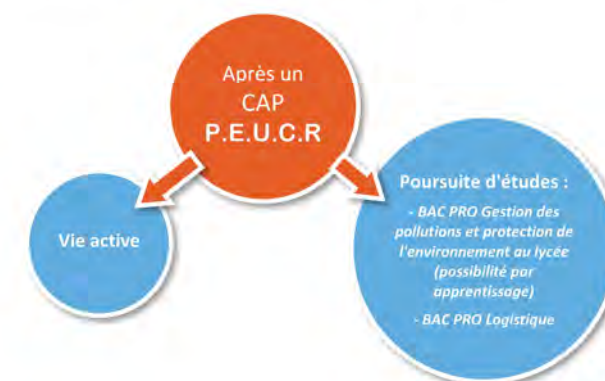 Après un
CAP
P.E.U.C.R
Vie active
Poursuite d'études :
- BAC PRO Gestion des
pollutions et protection de
l'environnement au lycée
(possibilité par
apprentissage)
- BAC PRO Logistique